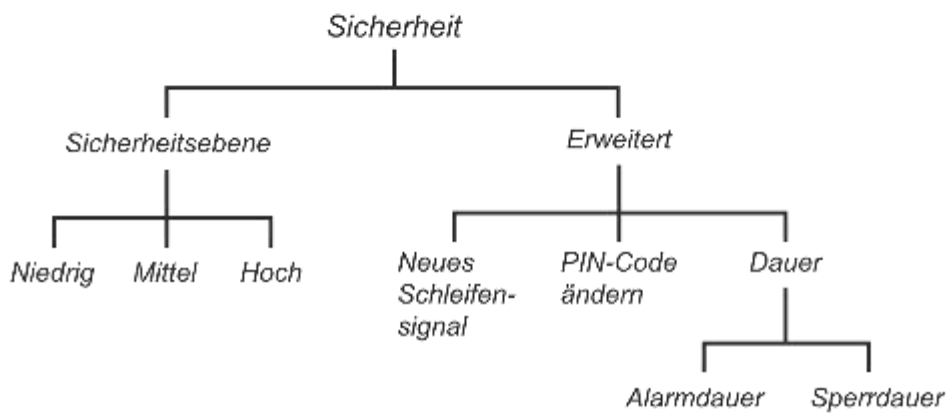 Sicherheit
Sicherheitsebene
Erweitert
Niedrig
Mittel
Hoch
Neues
Schleifen-
signal
PIN-Code
ändern
Dauer
Alarmdauer
Sperrdauer